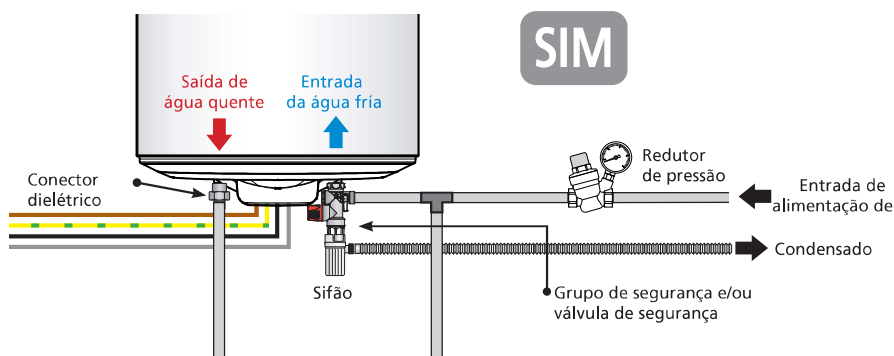 SIM
Saída de
água quente
Entrada
da água fría
Conector
dielétrico
Redutor
de pressão
Entrada de
alimentação de
Condensado
Sifão
Grupo de segurança e/ou
válvula de segurança